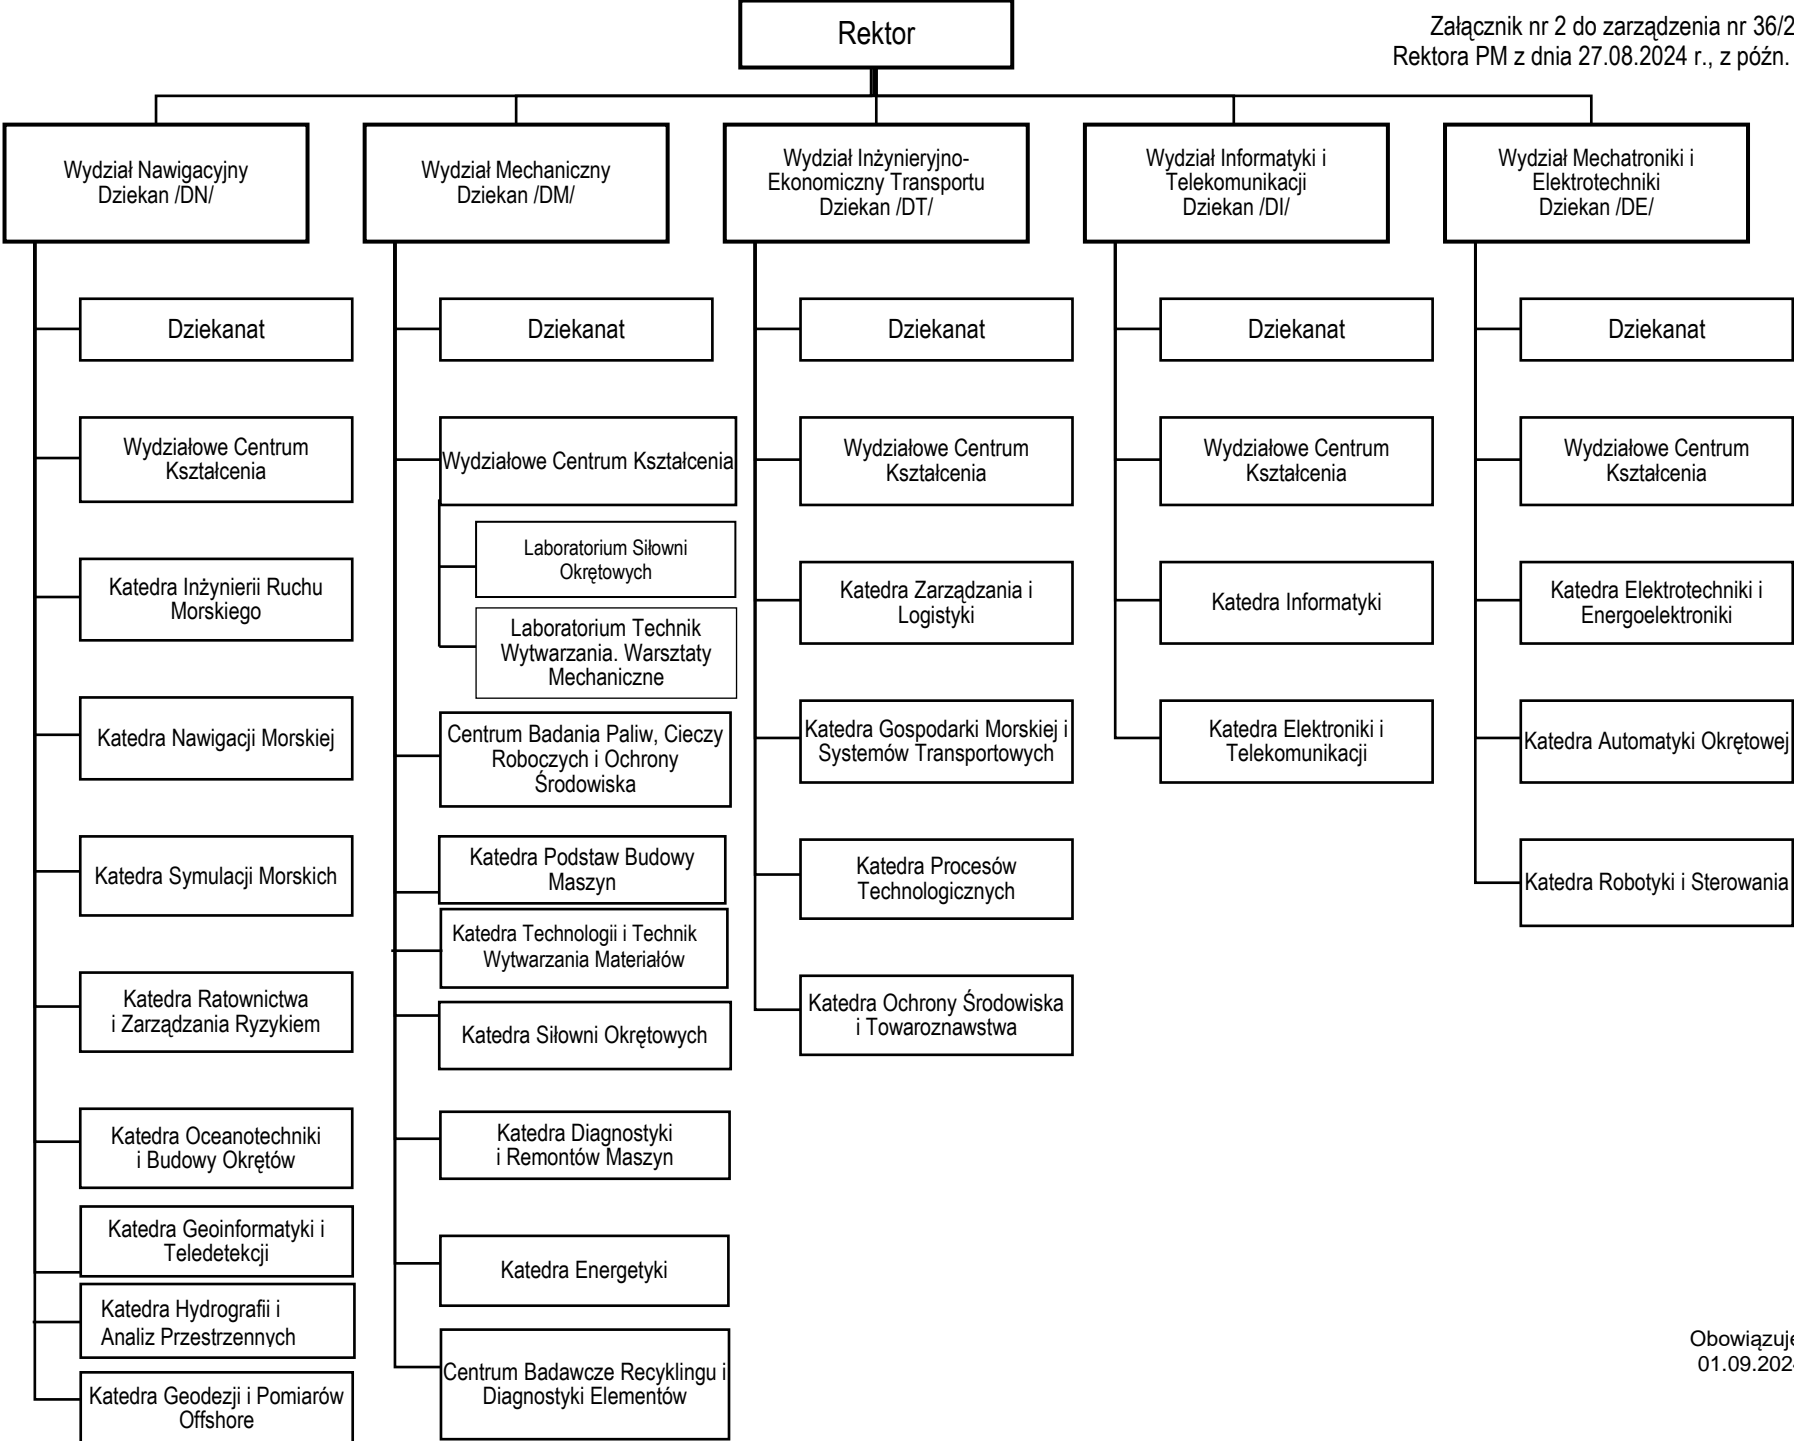 Rektor
Załącznik nr 2 do zarządzenia nr 36/2
Rektora PM z dnia 27.08.2024 r., z późn.
Wydział Nawigacyjny
Dziekan /DN/
Wydział Mechaniczny
Dziekan /DM/
Wydział Inżynieryjno-
Ekonomiczny Transportu
Dziekan /DT/
Wydział Informatyki i
Telekomunikacji
Dziekan /DI/
Wydział Mechatroniki i
Elektrotechniki
Dziekan /DE/
Dziekanat
Wydziałowe Centrum
Kształcenia
Katedra Inżynierii Ruchu
Morskiego
Katedra Nawigacji Morskiej
Katedra Symulacji Morskich
Katedra Ratownictwa
i Zarządzania Ryzykiem
Katedra Oceanotechniki
i Budowy Okrętów
Katedra Geoinformatyki i
Teledetekcji
Katedra Hydrografii i
Analiz Przestrzennych
Katedra Geodezji i Pomiarów
Offshore
Dziekanat
Wydziałowe Centrum Kształcenia
Laboratorium Siłowni
Okrętowych
Laboratorium Technik
Wytwarzania. Warsztaty
Mechaniczne
Centrum Badania Paliw, Cieczy
Roboczych i Ochrony
Środowiska
Katedra Podstaw Budowy
Maszyn
Katedra Technologii i Technik
Wytwarzania Materiałów
Katedra Siłowni Okrętowych
Katedra Diagnostyki
i Remontów Maszyn
Katedra Energetyki
Centrum Badawcze Recyklingu i
Diagnostyki Elementów
Dziekanat
Wydziałowe Centrum
Kształcenia
Katedra Zarządzania i
Logistyki
Katedra Gospodarki Morskiej i
Systemów Transportowych
Katedra Procesów
Technologicznych
Katedra Ochrony Środowiska
i Towaroznawstwa
Dziekanat
Wydziałowe Centrum
Kształcenia
Katedra Informatyki
Katedra Elektroniki i
Telekomunikacji
Dziekanat
Wydziałowe Centrum
Kształcenia
Katedra Elektrotechniki i
Energoelektroniki
Katedra Automatyki Okrętowej
Katedra Robotyki i Sterowania
Obowiązuje
01.09.2024